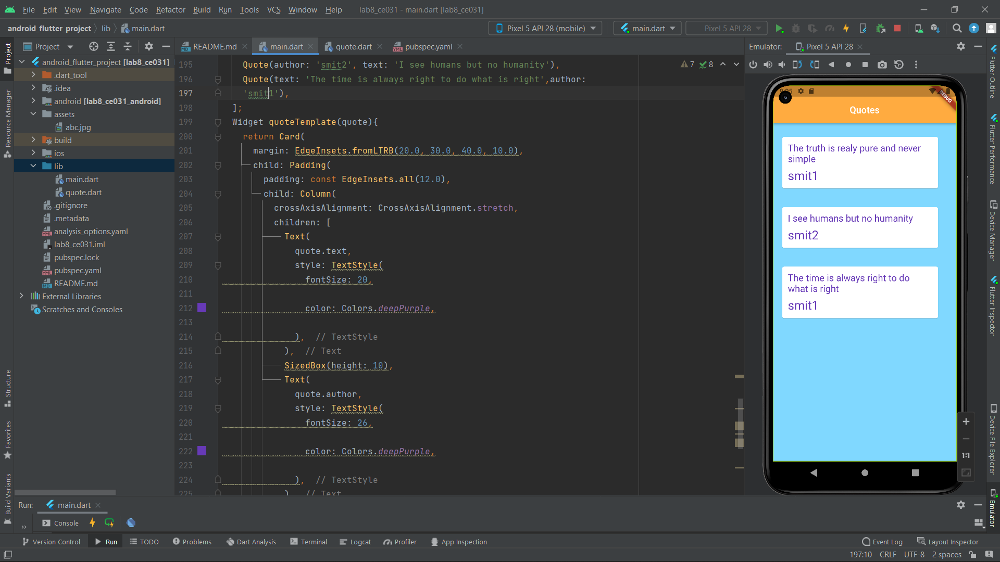 File Edit View Navigate Code Refactor Build Run Tools VCS Window Help lab8_ce031 - main.dart [lab8_ce031]
android_flutter_project lib main.dart Pixel 5 API 28 (mobile) main.dart Pixel 5 API 28
Project README.md main.dart quote.dart pubspec.yaml Emulator: Pixel 5 API 28
android_flutter_project [lab8_ce031]
.dart_tool
.idea
android [lab8_ce031_android]
assets
abc.jpg
build
ios
lib
main.dart
quote.dart
.gitignore
.metadata
analysis_options.yaml
lab8_ce031.iml
pubspec.lock
pubspec.yaml
README.md
External Libraries
Scratches and Consoles
Project
Resource Manager
Structure
Favorites
Build Variants
7 8
195 Quote(author: 'smit2', text: 'I see humans but no humanity'),
196 Quote(text: 'The time is always right to do what is right',author:
197 'smit1'),
198 ];
199 Widget quoteTemplate(quote){
200 return Card(
201 margin: EdgeInsets.fromLTRB(20.0, 30.0, 40.0, 10.0),
202 child: Padding(
203 padding: const EdgeInsets.all(12.0),
204 child: Column(
205 crossAxisAlignment: CrossAxisAlignment.stretch,
206 children: [
207 Text(
208 quote.text,
209 style: TextStyle(
210 fontSize: 20,
211
212 color: Colors.deepPurple,
213
214 ), // TextStyle
215 ), // Text
216 SizedBox(height: 10),
217 Text(
218 quote.author,
219 style: TextStyle(
220 fontSize: 26,
221
222 color: Colors.deepPurple,
223
224 ), // TextStyle
225 ) // Text
DEBUG
Quotes
The truth is realy pure and never
simple
smit1
I see humans but no humanity
smit2
The time is always right to do
what is right
smit1
1:1
Flutter Outline
Flutter Performance
Device Manager
Flutter Inspector
Device File Explorer
Emulator
Run: main.dart
Console
Version Control Run TODO Problems Dart Analysis Terminal Logcat Profiler App Inspection Event Log Layout Inspector
197:10 CRLF UTF-8 2 spaces